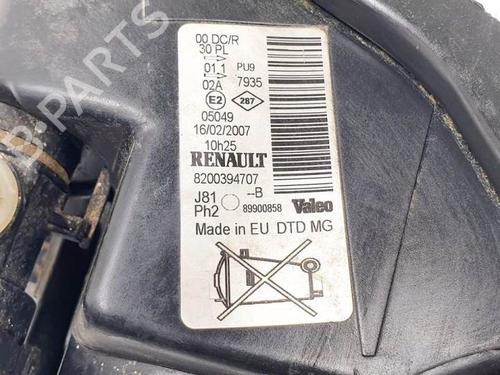 00 DC/R
30 PL
01 1 PU9
02A 7935
E2 287
05049
16/02/2007
10h25
RENAULT
8200394707
J81 --B
Ph2 89900858 Valeo
Made in EU DTD MG